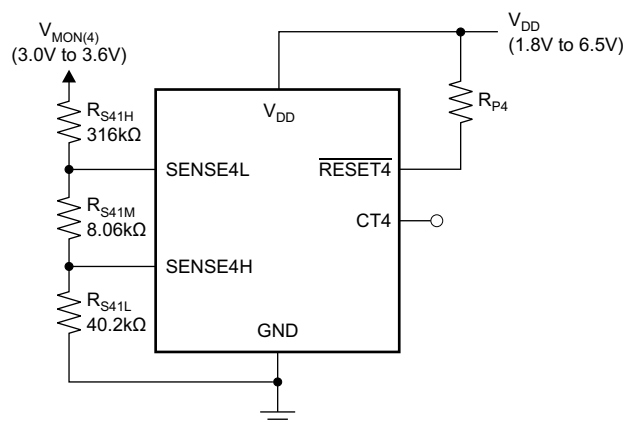 VMON(4)
(3.0V to 3.6V)
VDD
(1.8V to 6.5V)
RS41H
316kΩ
VDD
RP4
SENSE4L
RESET4
RS41M
8.06kΩ
CT4
SENSE4H
RS41L
40.2kΩ
GND